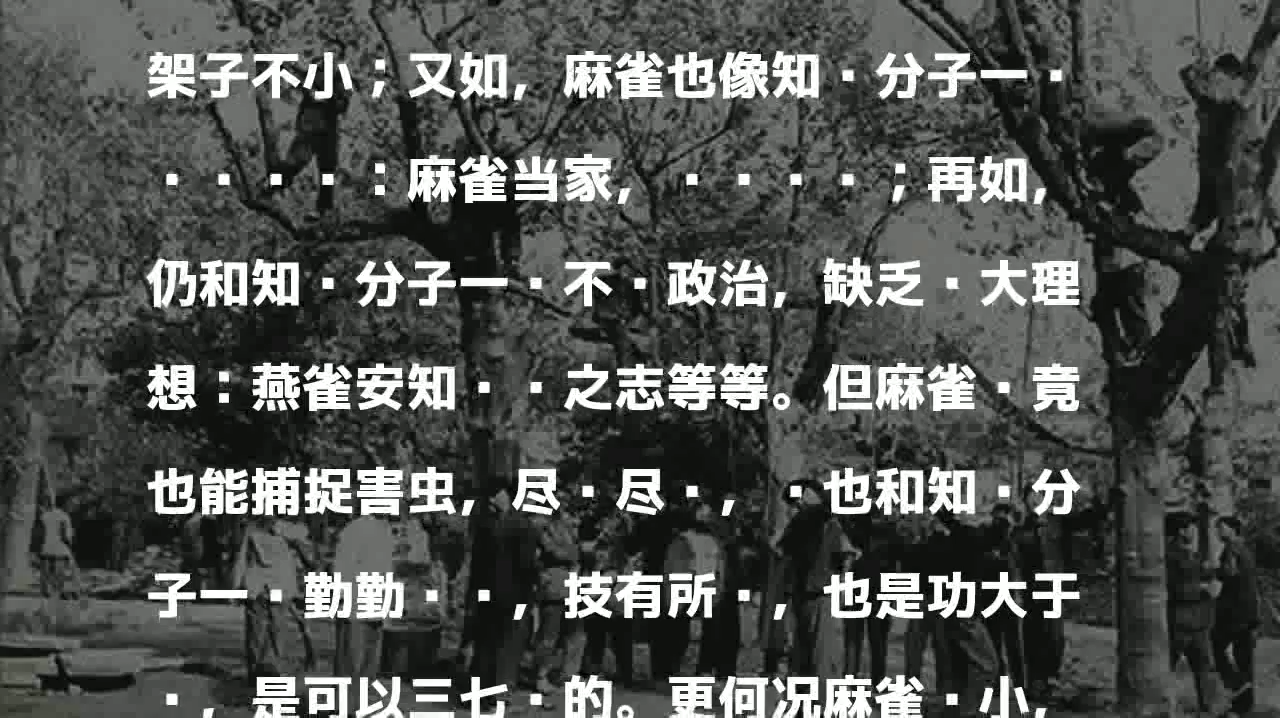 架子不小；又如，麻雀也像知·分子一·
····：麻雀当家，····；再如，
仍和知·分子一·不·政治，缺乏·大理
想：燕雀安知··之志等等。但麻雀·竟
也能捕捉害虫，尽·尽·，·也和知·分
子一·勤勤··，技有所·，也是功大于
·，是可以三七·的。更何况麻雀·小，